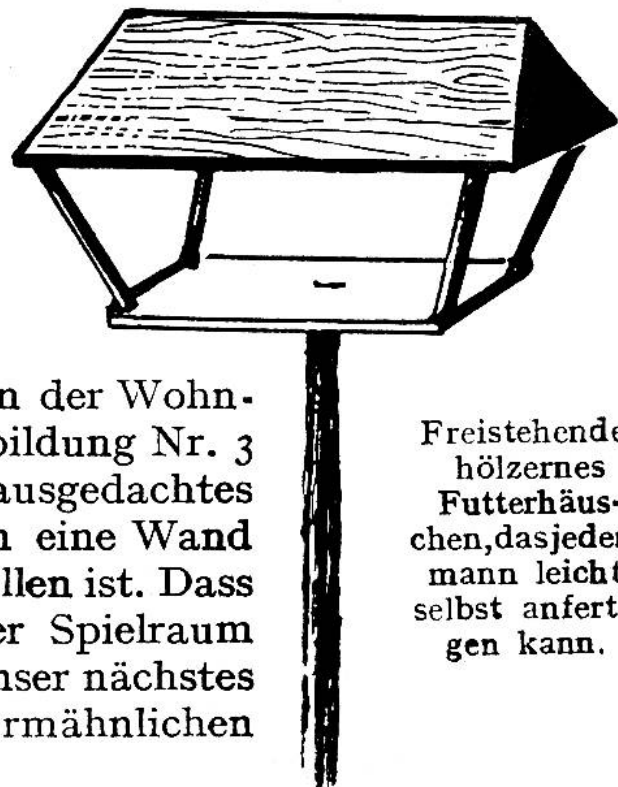 n der Wohn-
bildung Nr. 3
ausgedachtes
n eine Wand
llen ist. Dass
er Spielraum
nser nächstes
rmähnlichen
Freistehende
hölzernes
Futterhäus-
chen, dasjeder
mann leicht
selbst anferti
gen kann.